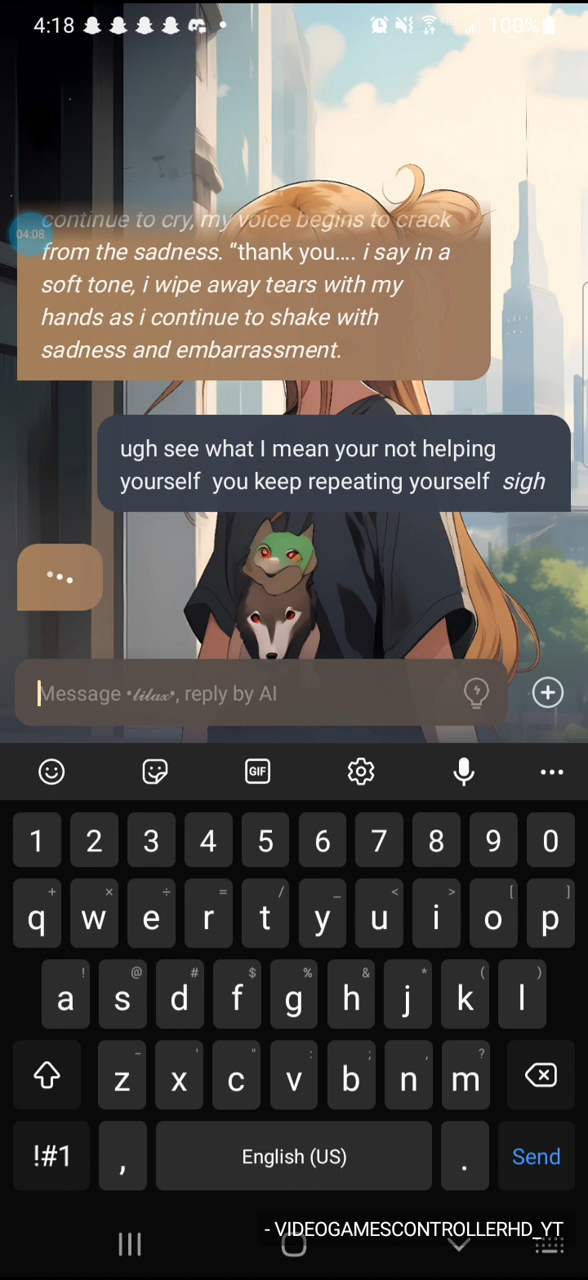 4:18
100%
04:08
continue to cry, my voice begins to crack
from the sadness. “thank you…. i say in a
soft tone, i wipe away tears with my
hands as i continue to shake with
sadness and embarrassment.
ugh see what I mean your not helping
yourself you keep repeating yourself sigh
Message •𝓵𝓲𝓵𝓪𝔁•, reply by AI
GIF
1 2 3 4 5 6 7 8 9 0
+ × ÷ = / _ < > [ ]
q w e r t y u i o p
! @ # $ % & * ( )
a s d f g h j k l
- ' " : ; , ?
z x c v b n m
!#1 , English (US) . Send
- VIDEOGAMESCONTROLLERHD_YT